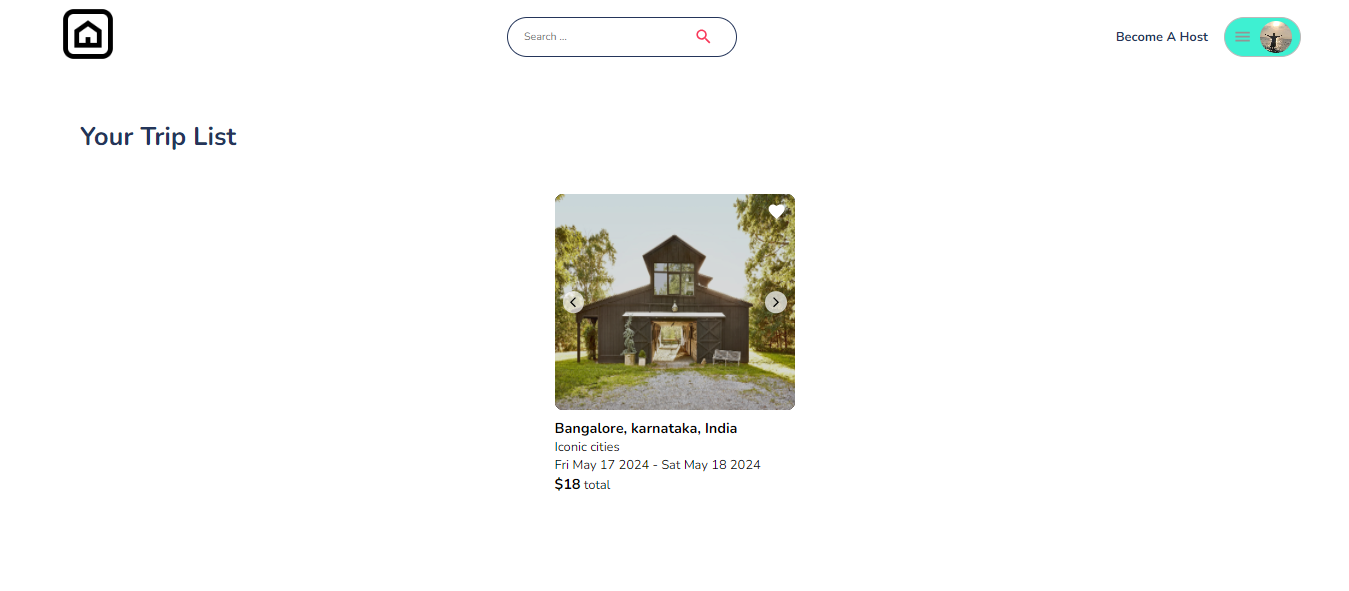 Search ...
Become A Host
Your Trip List
Bangalore, karnataka, India
Iconic cities
Fri May 17 2024 - Sat May 18 2024
$18 total